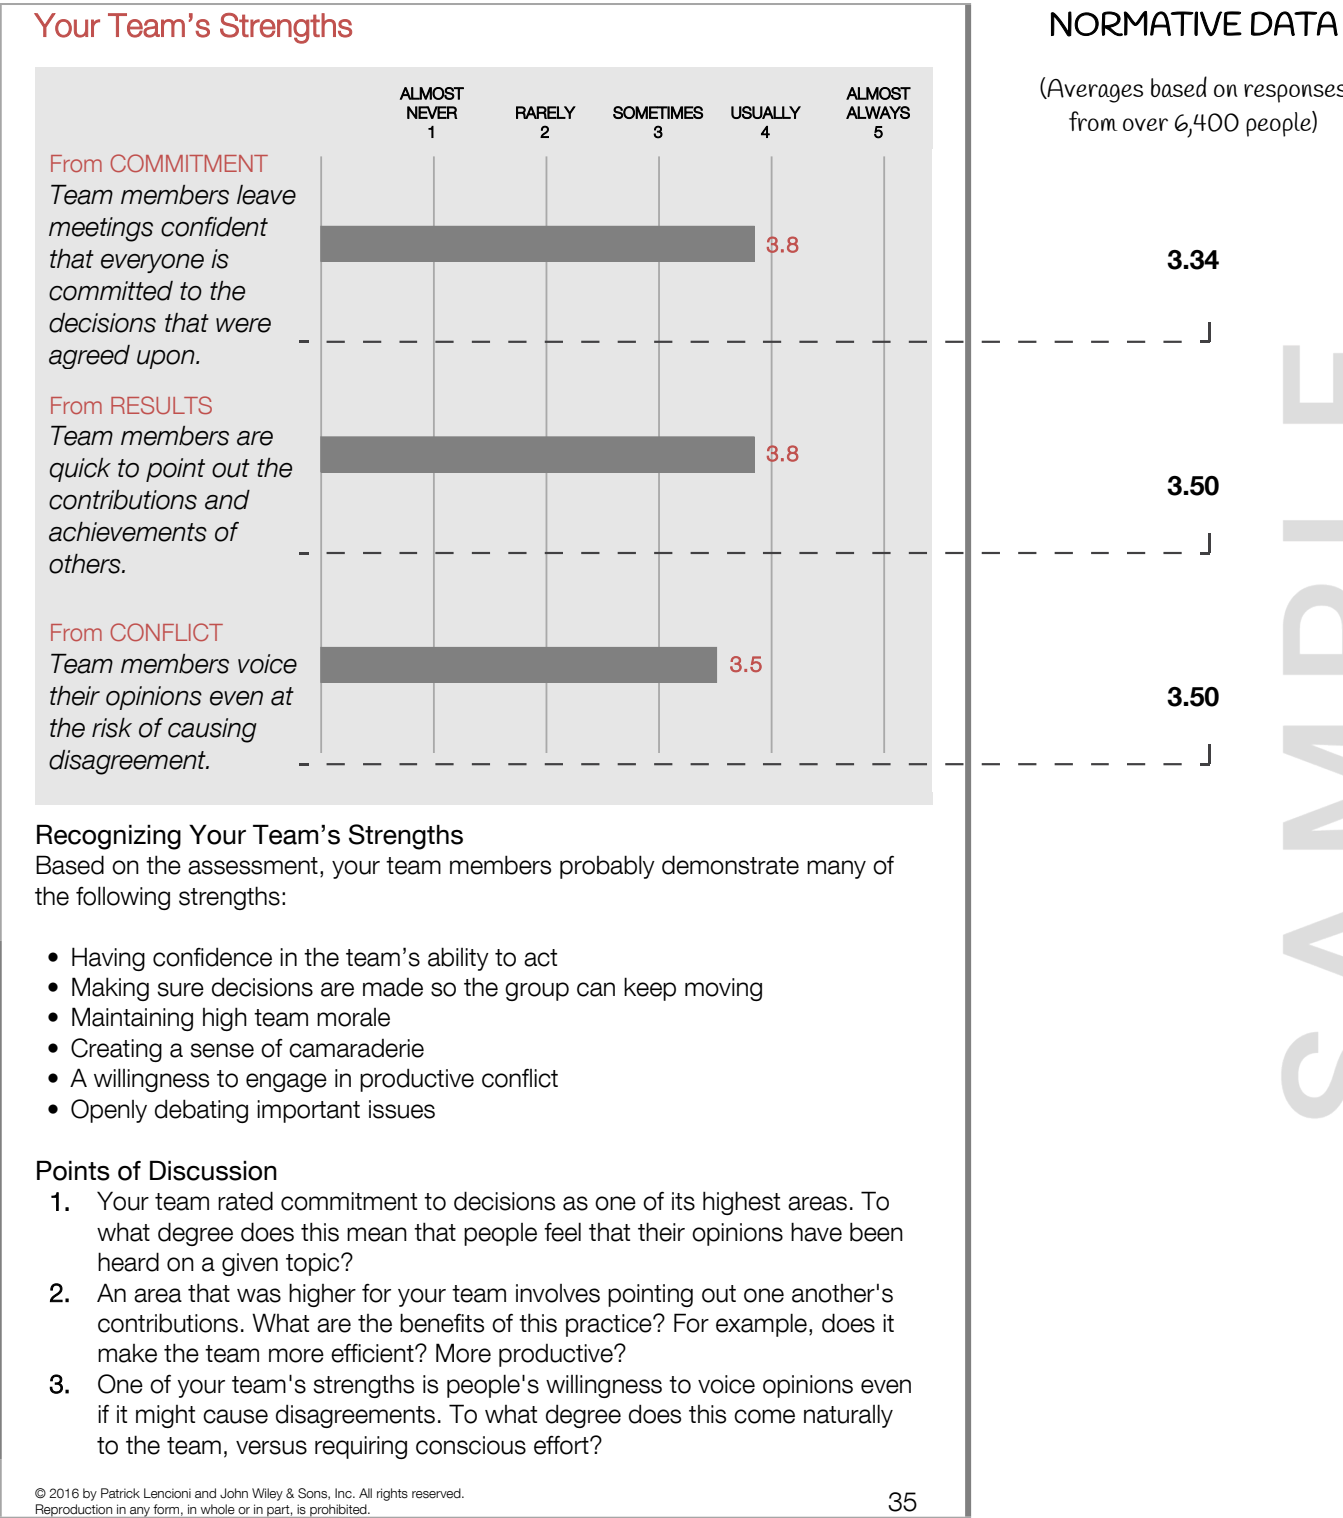 Your Team's Strengths
NORMATIVE DATA
(Averages based on responses
from over 6,400 people)
ALMOST
NEVER
1
RARELY
2
SOMETIMES
3
USUALLY
4
ALMOST
ALWAYS
5
From COMMITMENT
Team members leave
meetings confident
that everyone is
committed to the
decisions that were
agreed upon.
3.8
3.34
From RESULTS
Team members are
quick to point out the
contributions and
achievements of
others.
3.8
3.50
From CONFLICT
Team members voice
their opinions even at
the risk of causing
disagreement.
3.5
3.50
Recognizing Your Team's Strengths
Based on the assessment, your team members probably demonstrate many of
the following strengths:
• Having confidence in the team's ability to act
• Making sure decisions are made so the group can keep moving
• Maintaining high team morale
• Creating a sense of camaraderie
• A willingness to engage in productive conflict
• Openly debating important issues
Points of Discussion
1. Your team rated commitment to decisions as one of its highest areas. To
what degree does this mean that people feel that their opinions have been
heard on a given topic?
2. An area that was higher for your team involves pointing out one another's
contributions. What are the benefits of this practice? For example, does it
make the team more efficient? More productive?
3. One of your team's strengths is people's willingness to voice opinions even
if it might cause disagreements. To what degree does this come naturally
to the team, versus requiring conscious effort?
© 2016 by Patrick Lencioni and John Wiley & Sons, Inc. All rights reserved.
Reproduction in any form, in whole or in part, is prohibited.
35
SAMPLE